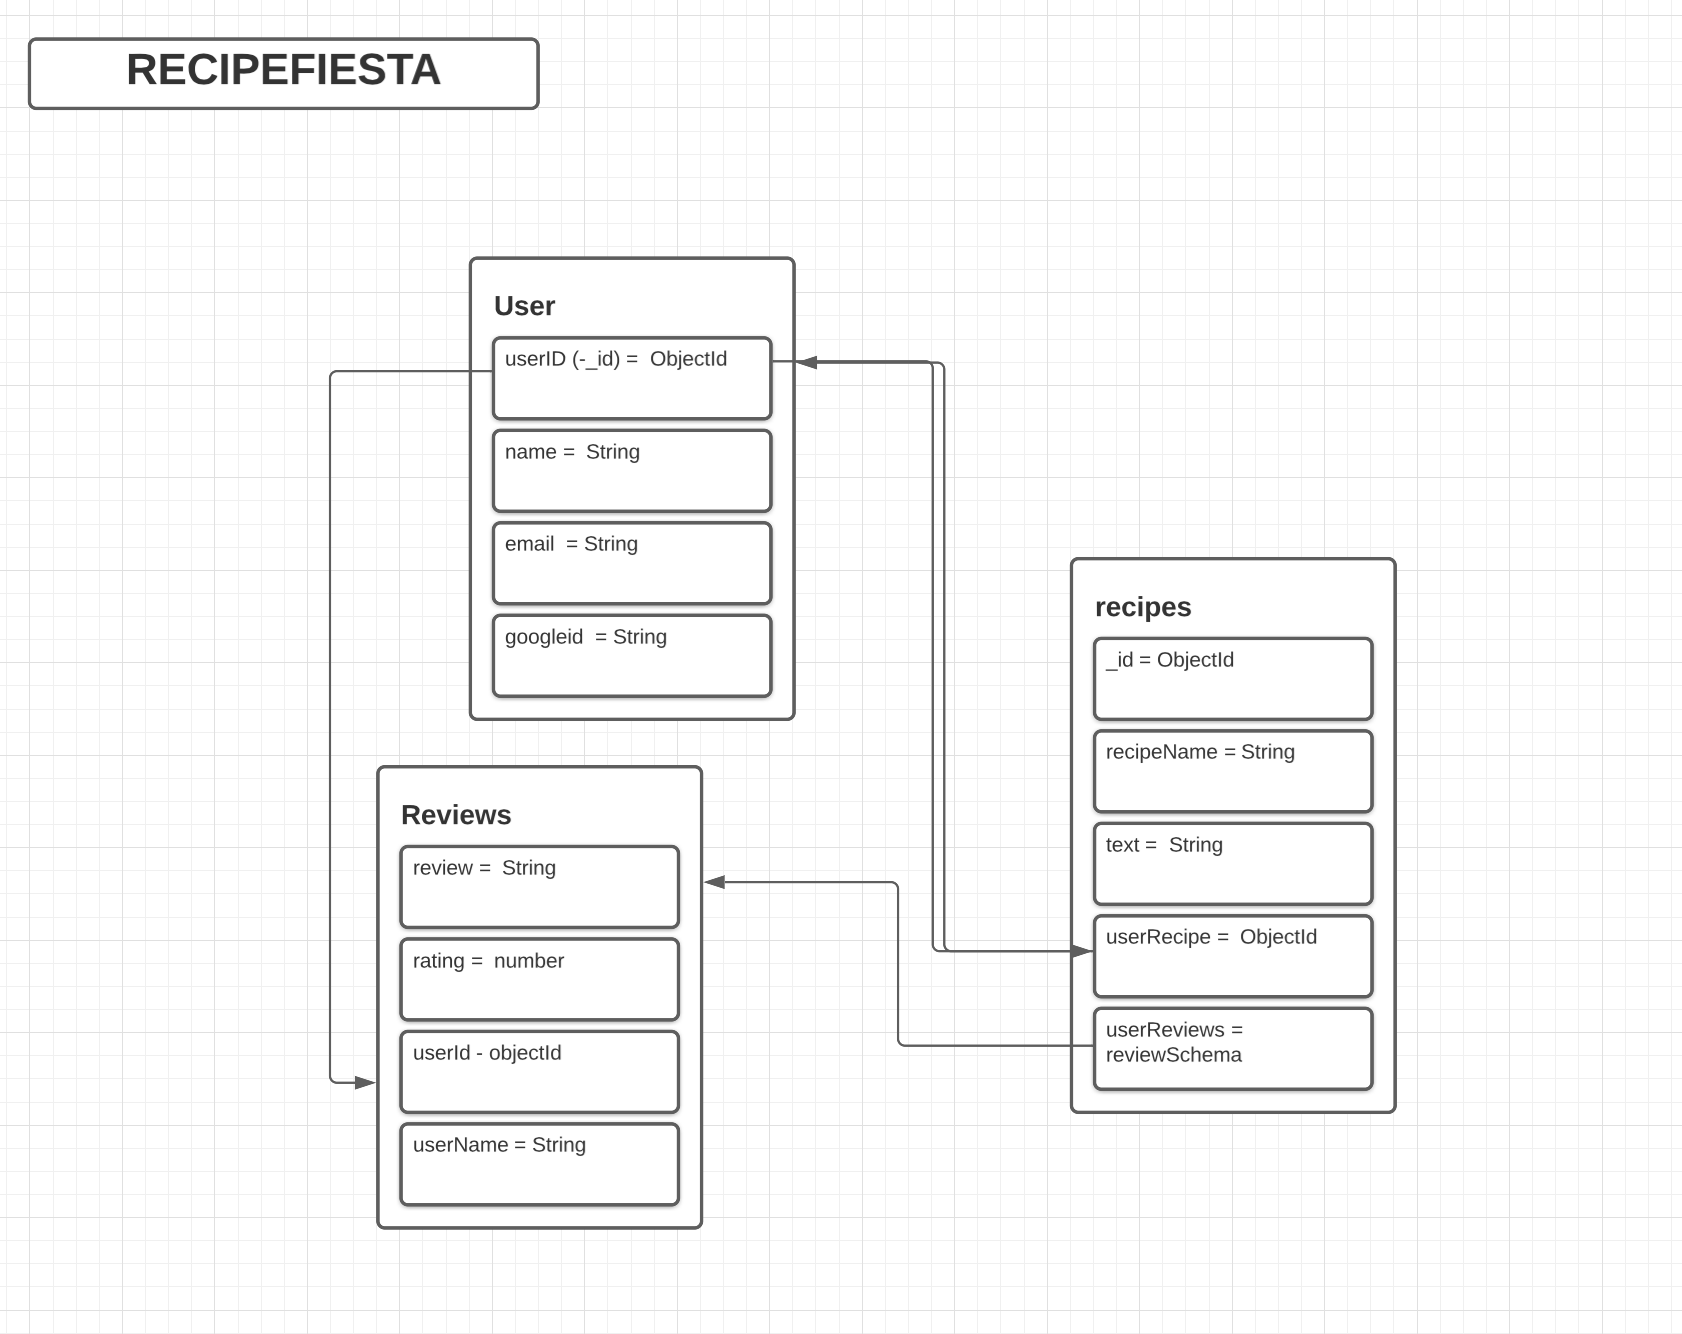 RECIPEFIESTA
User
userID (-_id) =  ObjectId
name =  String
email  = String
googleid  = String
Reviews
review =  String
rating =  number
userId - objectId
userName = String
recipes
_id = ObjectId
recipeName = String
text =  String
userRecipe =  ObjectId
userReviews =
reviewSchema